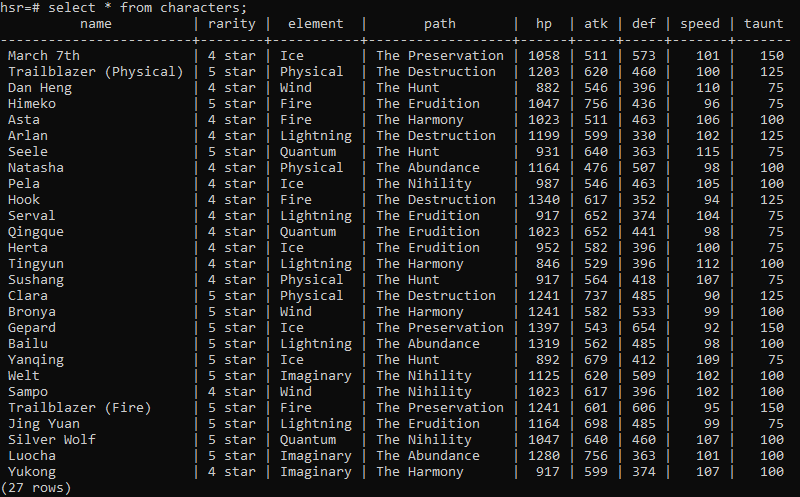 hsr=# select * from characters;
          name          | rarity |  element  |       path       |  hp  | atk | def | speed | taunt
------------------------+--------+-----------+------------------+------+-----+-----+-------+-------
 March 7th              | 4 star | Ice       | The Preservation | 1058 | 511 | 573 |   101 |   150
 Trailblazer (Physical) | 5 star | Physical  | The Destruction  | 1203 | 620 | 460 |   100 |   125
 Dan Heng               | 4 star | Wind      | The Hunt         |  882 | 546 | 396 |   110 |    75
 Himeko                 | 5 star | Fire      | The Erudition    | 1047 | 756 | 436 |    96 |    75
 Asta                   | 4 star | Fire      | The Harmony      | 1023 | 511 | 463 |   106 |   100
 Arlan                  | 4 star | Lightning | The Destruction  | 1199 | 599 | 330 |   102 |   125
 Seele                  | 5 star | Quantum   | The Hunt         |  931 | 640 | 363 |   115 |    75
 Natasha                | 4 star | Physical  | The Abundance    | 1164 | 476 | 507 |    98 |   100
 Pela                   | 4 star | Ice       | The Nihility     |  987 | 546 | 463 |   105 |   100
 Hook                   | 4 star | Fire      | The Destruction  | 1340 | 617 | 352 |    94 |   125
 Serval                 | 4 star | Lightning | The Erudition    |  917 | 652 | 374 |   104 |    75
 Qingque                | 4 star | Quantum   | The Erudition    | 1023 | 652 | 441 |    98 |    75
 Herta                  | 4 star | Ice       | The Erudition    |  952 | 582 | 396 |   100 |    75
 Tingyun                | 4 star | Lightning | The Harmony      |  846 | 529 | 396 |   112 |   100
 Sushang                | 4 star | Physical  | The Hunt         |  917 | 564 | 418 |   107 |    75
 Clara                  | 5 star | Physical  | The Destruction  | 1241 | 737 | 485 |    90 |   125
 Bronya                 | 5 star | Wind      | The Harmony      | 1241 | 582 | 533 |    99 |   100
 Gepard                 | 5 star | Ice       | The Preservation | 1397 | 543 | 654 |    92 |   150
 Bailu                  | 5 star | Lightning | The Abundance    | 1319 | 562 | 485 |    98 |   100
 Yanqing                | 5 star | Ice       | The Hunt         |  892 | 679 | 412 |   109 |    75
 Welt                   | 5 star | Imaginary | The Nihility     | 1125 | 620 | 509 |   102 |   100
 Sampo                  | 4 star | Wind      | The Nihility     | 1023 | 617 | 396 |   102 |   100
 Trailblazer (Fire)     | 5 star | Fire      | The Preservation | 1241 | 601 | 606 |    95 |   150
 Jing Yuan              | 5 star | Lightning | The Erudition    | 1164 | 698 | 485 |    99 |    75
 Silver Wolf            | 5 star | Quantum   | The Nihility     | 1047 | 640 | 460 |   107 |   100
 Luocha                 | 5 star | Imaginary | The Abundance    | 1280 | 756 | 363 |   101 |   100
 Yukong                 | 4 star | Imaginary | The Harmony      |  917 | 599 | 374 |   107 |   100
(27 rows)